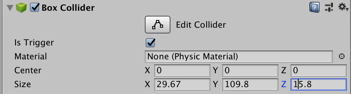 Box Collider
Edit Collider
Is Trigger
Material None (Physic Material)
Center X 0 Y 0 Z 0
Size X 29.67 Y 109.8 Z 15.8